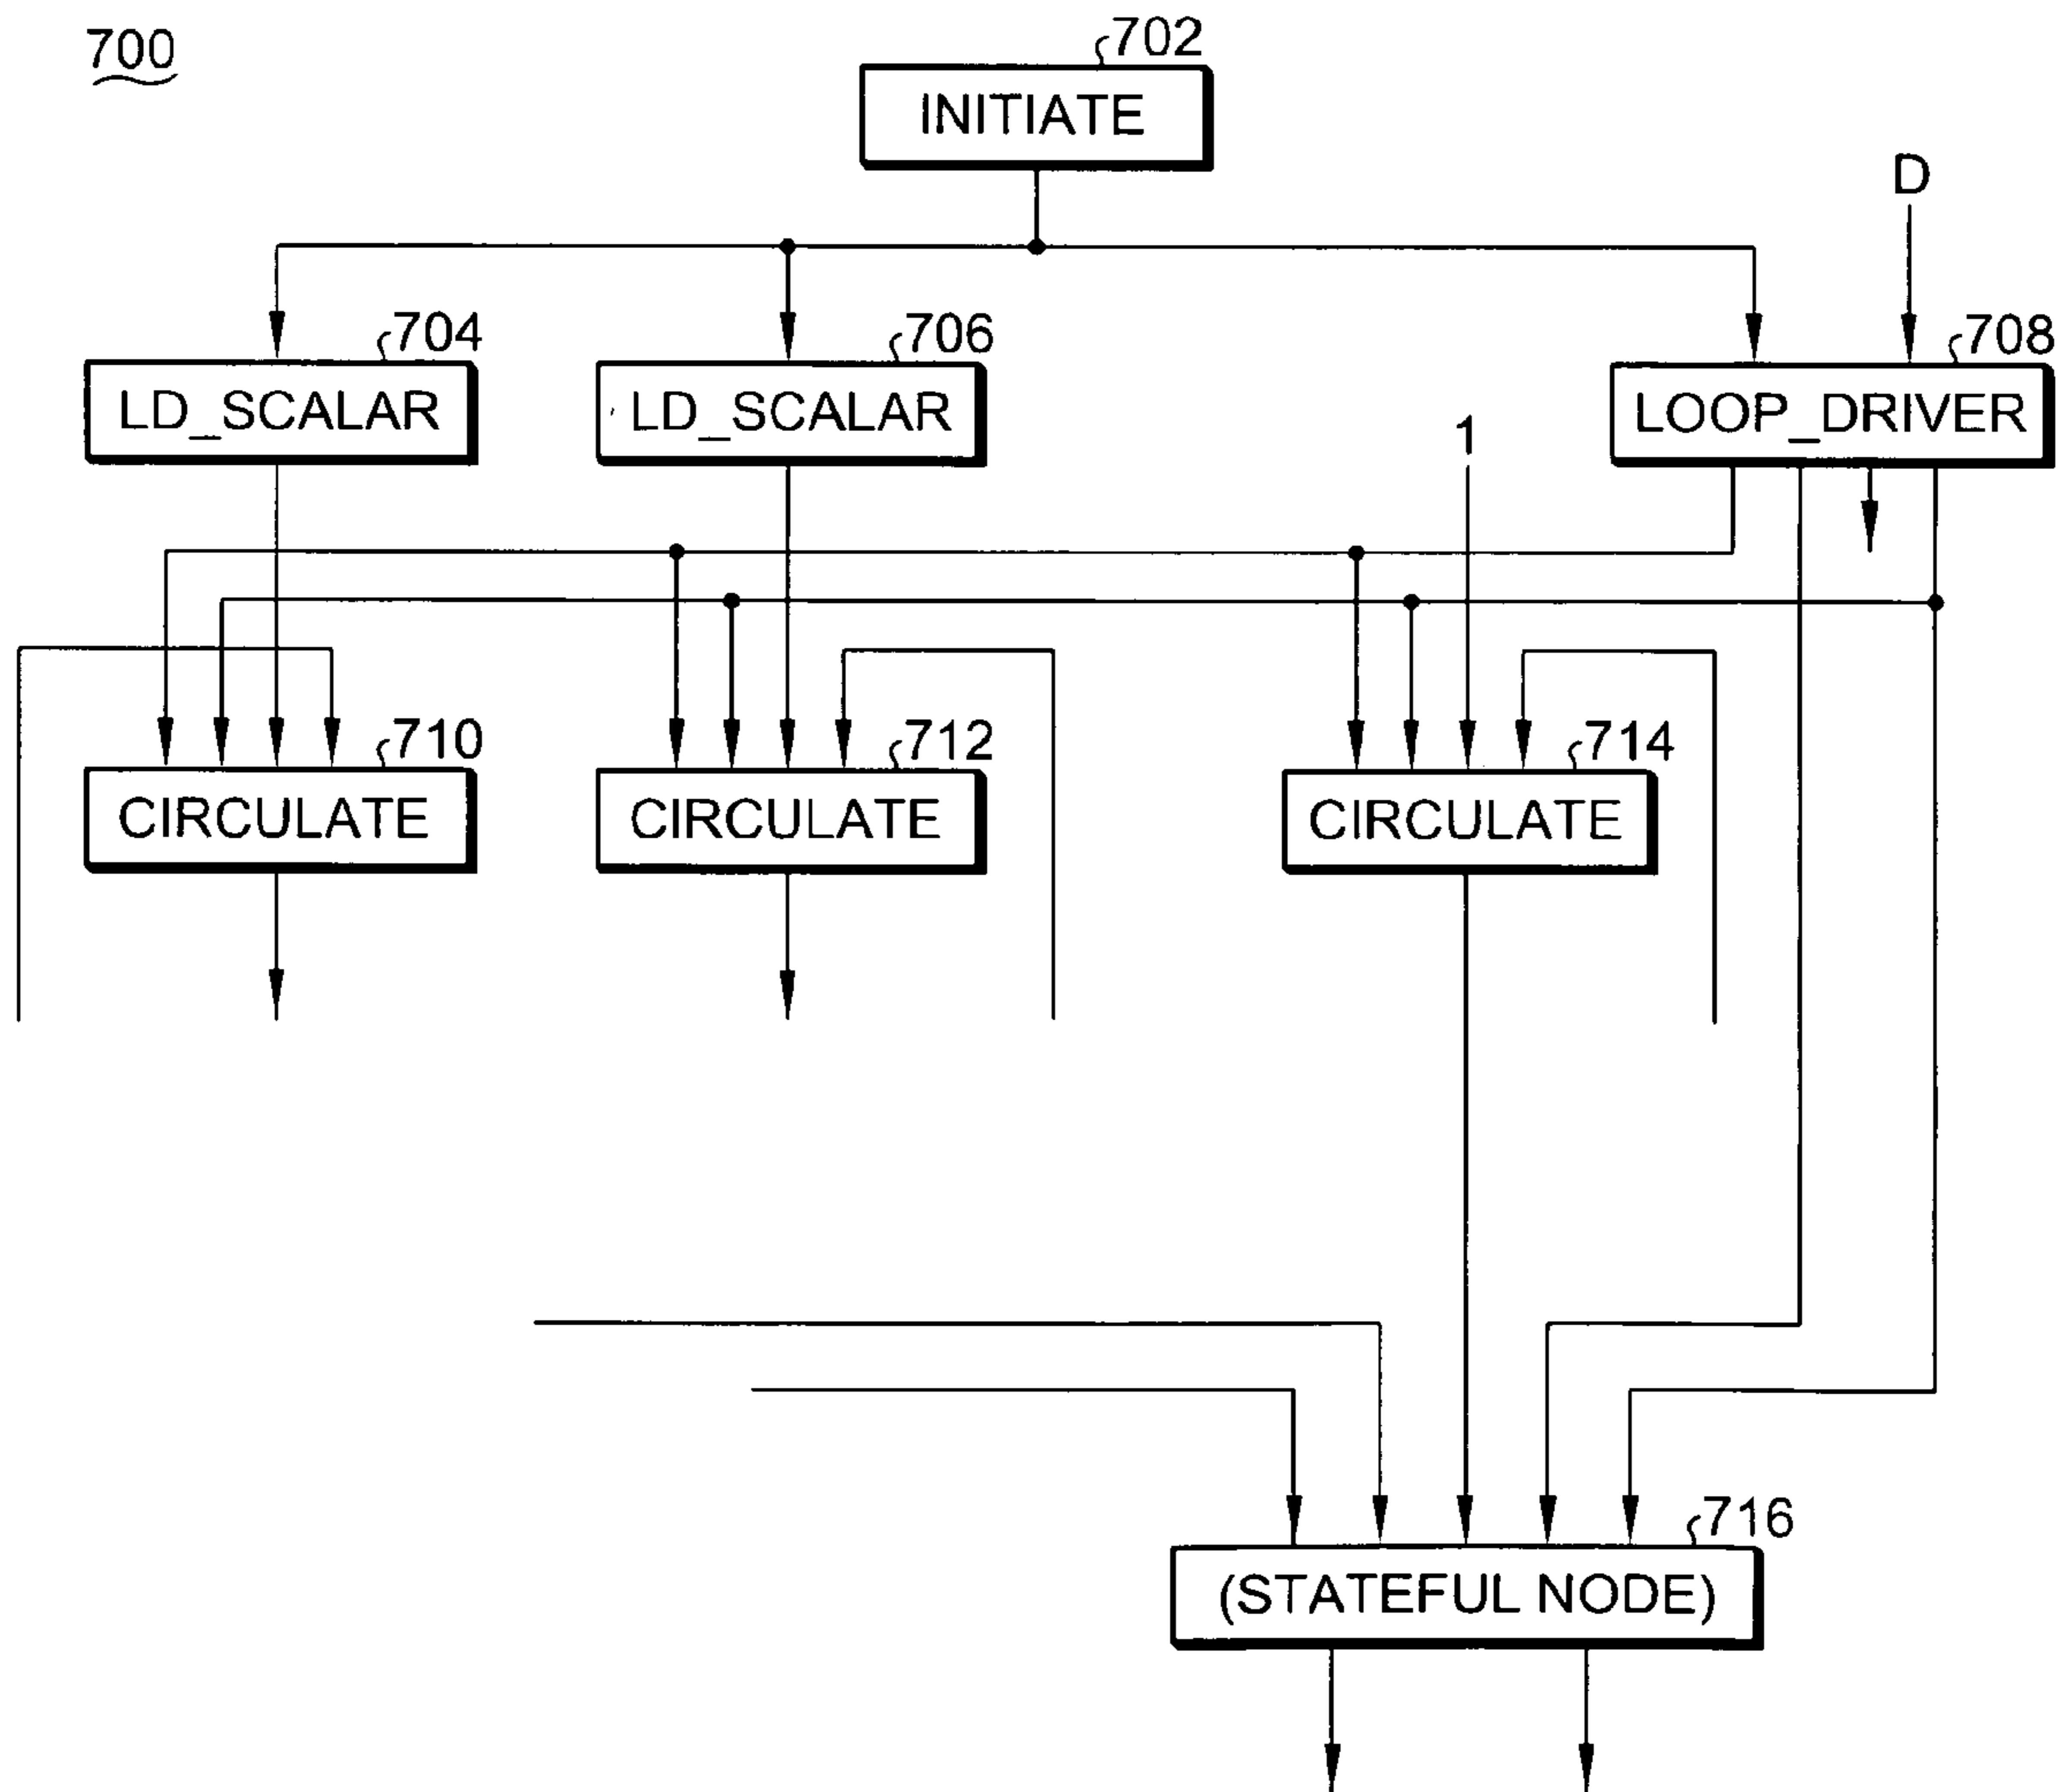 700
702
INITIATE
D
704
706
708
LD_SCALAR
LD_SCALAR
1
LOOP_DRIVER
710
712
714
CIRCULATE
CIRCULATE
CIRCULATE
716
(STATEFUL NODE)